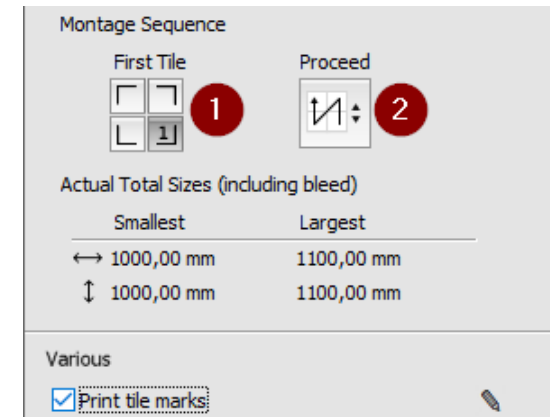 Montage Sequence
First Tile Proceed
1 2
1
Actual Total Sizes (including bleed)
Smallest Largest
1000,00 mm 1100,00 mm
1000,00 mm 1100,00 mm
Various
Print tile marks